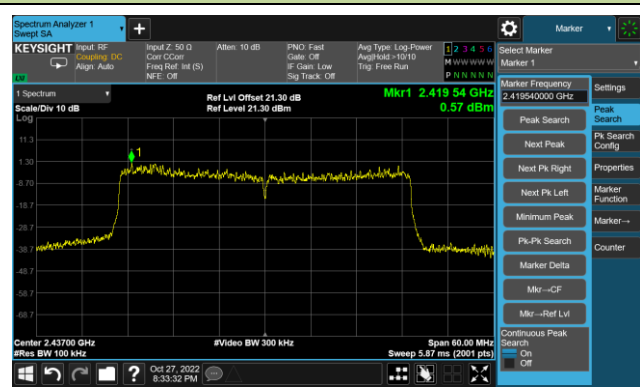 Spectrum Analyzer 1
Swept SA
Marker
KEYSIGHT
Input: RF
Coupling: DC
Align: Auto
Input Z: 50 Ω
Corr CCorr
Freq Ref: Int (S)
NFE: Off
Atten: 10 dB
PNO: Fast
Gate: Off
IF Gain: Low
Sig Track: Off
Avg Type: Log-Power
Avg|Hold:>10/10
Trig: Free Run
1 2 3 4 5 6
M W W W W W
P N N N N N
LXI
Select Marker
Marker 1
1 Spectrum
Scale/Div 10 dB
Log
Ref Lvl Offset 21.30 dB
Ref Level 21.30 dBm
Mkr1 2.419 54 GHz
0.57 dBm
11.3
1.30
-8.70
-18.7
-28.7
-38.7
-48.7
-58.7
-68.7
1
Center 2.43700 GHz
#Res BW 100 kHz
#Video BW 300 kHz
Span 60.00 MHz
Sweep 5.87 ms (2001 pts)
Marker Frequency
2.419540000 GHz
Peak Search
Next Peak
Next Pk Right
Next Pk Left
Minimum Peak
Pk-Pk Search
Marker Delta
Mkr→CF
Mkr→Ref Lvl
Continuous Peak
Search
On
Off
Settings
Peak
Search
Pk Search
Config
Properties
Marker
Function
Marker→
Counter
?
Oct 27, 2022
8:33:32 PM